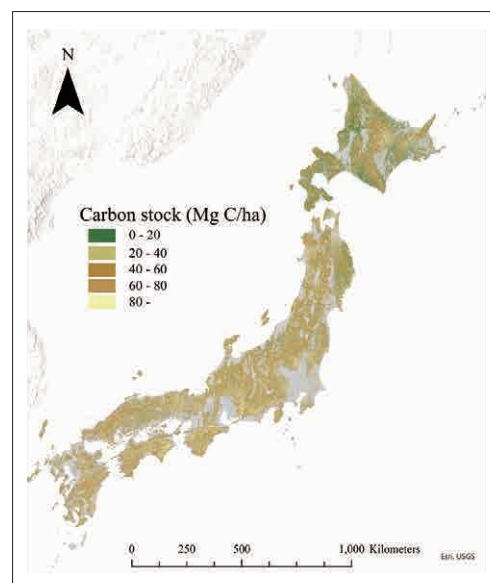 N
Carbon stock (Mg C/ha)
0 - 20
20 - 40
40 - 60
60 - 80
80 -
0 250 500 1,000 Kilometers
Esri, USGS